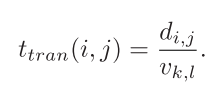 t_{tran}(i, j) = \frac{d_{i,j}}{v_{k,l}}.